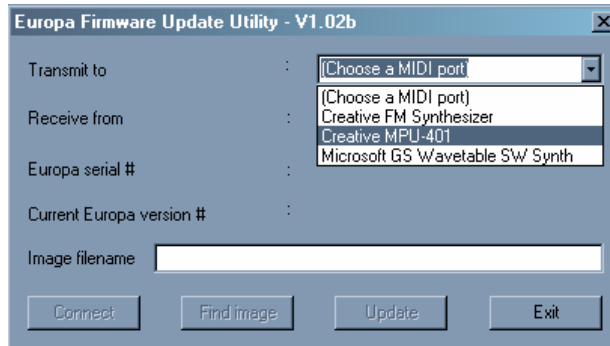 Europa Firmware Update Utility - V1.02b
Transmit to : (Choose a MIDI port)
(Choose a MIDI port)
Creative FM Synthesizer
Receive from : Creative MPU-401
Microsoft GS Wavetable SW Synth
Europa serial # :
Current Europa version # :
Image filename
Connect Find image Update Exit